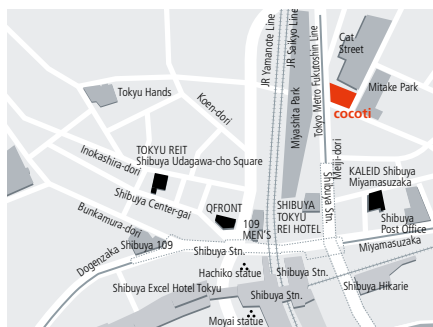 JR Yamanote Line
JR Saikyo Line
Tokyo Metro Fukutoshin Line
Cat
Street
Mitake Park
cocoti
Tokyu Hands
Koen-dori
Miyashita Park
Meiji-dori
Inokashira-dori
TOKYU REIT
Shibuya Udagawa-cho Square
KALEID Shibuya
Miyamasuzaka
Shibuya Center-gai
QFRONT
109
MEN'S
SHIBUYA
TOKYU
REI HOTEL
Shibuya Stn.
Shibuya
Post Office
Bunkamura-dori
Shibuya 109
Shibuya Stn.
Miyamasuzaka
Dogenzaka
Hachiko statue
Shibuya Stn.
Shibuya Excel Hotel Tokyu
Shibuya Stn.
Shibuya Hikarie
Moyai statue